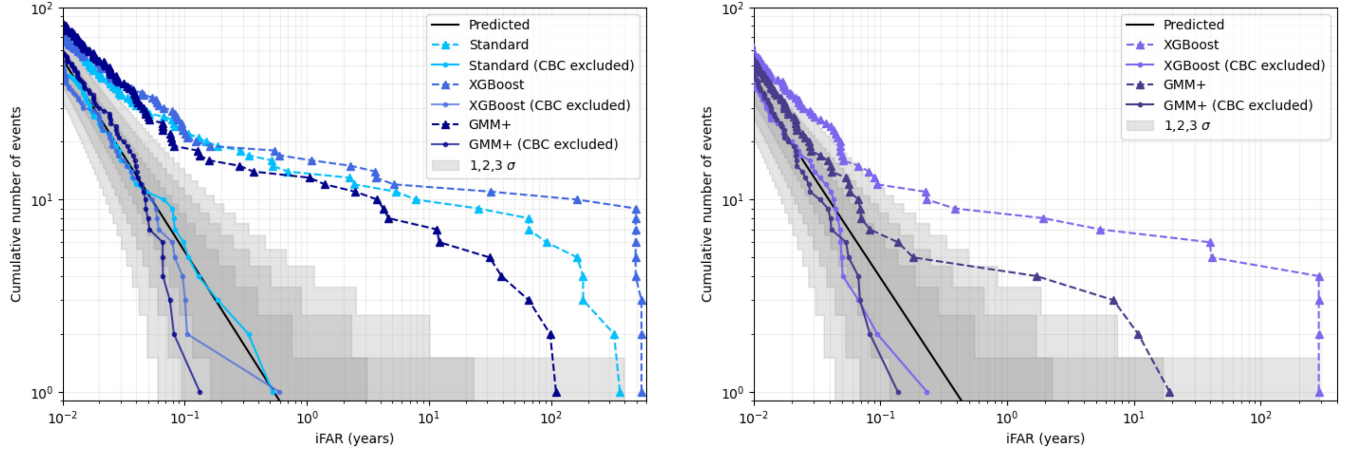 Cumulative number of events
10²
10¹
10⁰
Predicted
Standard
Standard (CBC excluded)
XGBoost
XGBoost (CBC excluded)
GMM+
GMM+ (CBC excluded)
1,2,3 σ
10⁻²
10⁻¹
10⁰
10¹
10²
iFAR (years)
Cumulative number of events
10²
10¹
10⁰
Predicted
XGBoost
XGBoost (CBC excluded)
GMM+
GMM+ (CBC excluded)
1,2,3 σ
10⁻²
10⁻¹
10⁰
10¹
10²
iFAR (years)